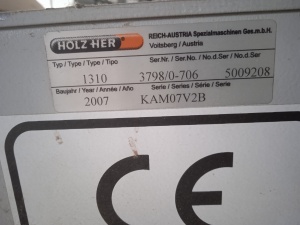 HOLZ HER
REICH-AUSTRIA Spezialmaschinen Ges.m.b.H.
Voitsberg / Austria
Typ / Type / Type / Tipo
Ser.Nr. / Ser.No. / No.d.Ser / No.d.Ser
1310 3798/0-706 5009208
Baujahr / Year / Année / Año
Serie / Series / Série / Serie
2007 KAM07V2B
CE